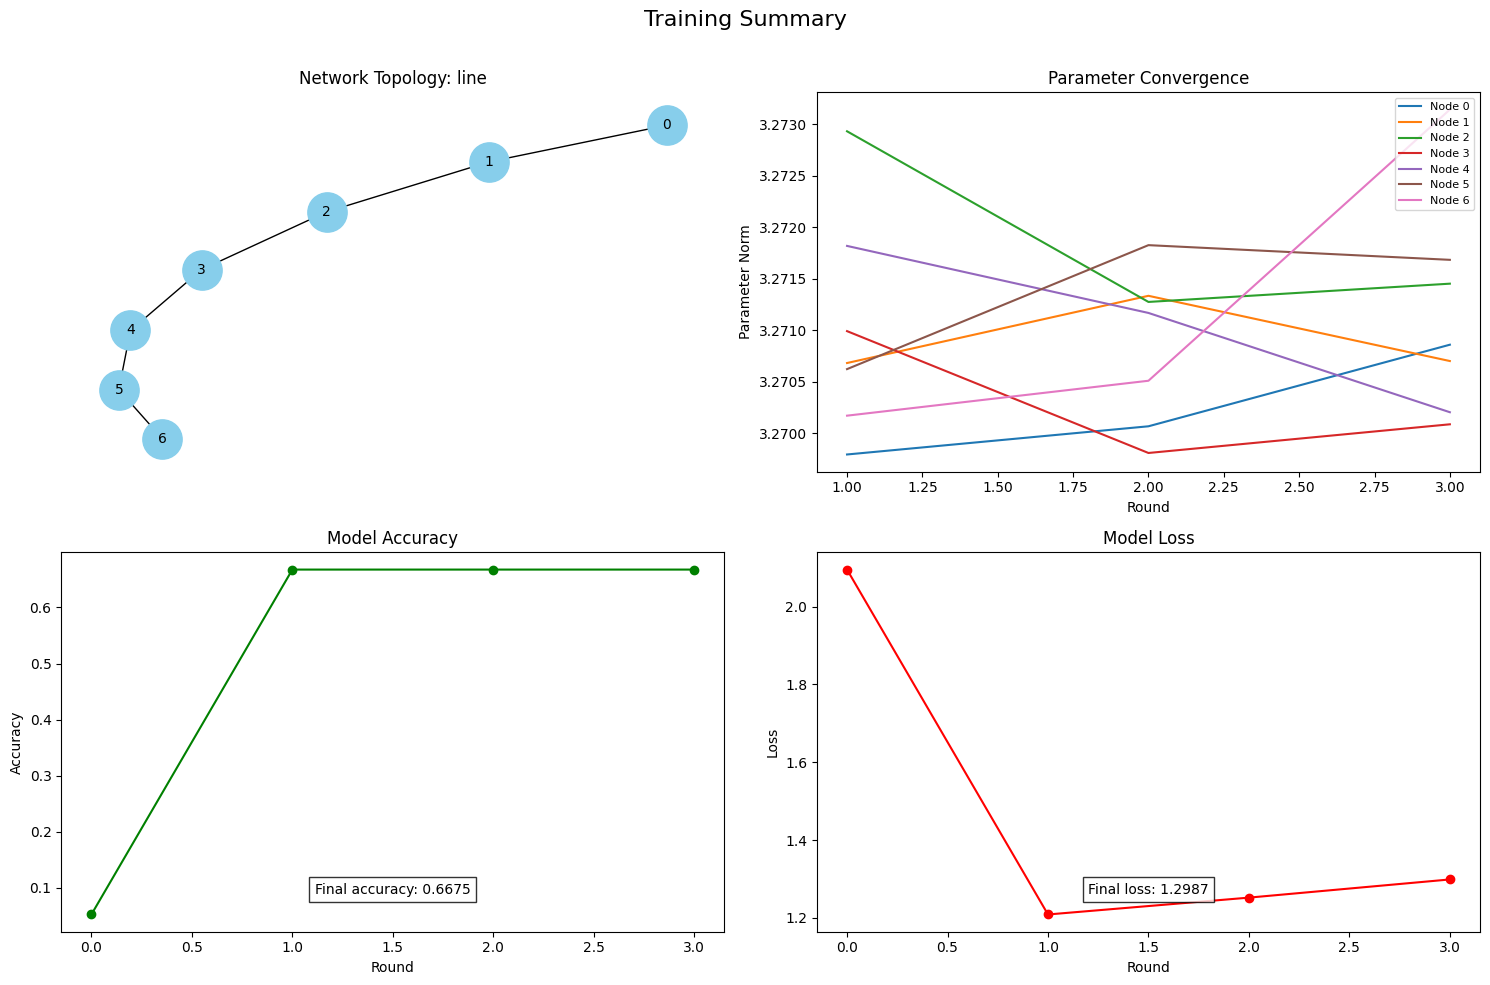 Training Summary
Network Topology: line
0
1
2
3
4
5
6
Parameter Convergence
Node 0
Node 1
Node 2
Node 3
Node 4
Node 5
Node 6
3.2730
3.2725
3.2720
3.2715
3.2710
3.2705
3.2700
Parameter Norm
1.00 1.25 1.50 1.75 2.00 2.25 2.50 2.75 3.00
Round
Model Accuracy
0.6
0.5
0.4
0.3
0.2
0.1
Accuracy
Final accuracy: 0.6675
0.0 0.5 1.0 1.5 2.0 2.5 3.0
Round
Model Loss
2.0
1.8
1.6
1.4
1.2
Loss
Final loss: 1.2987
0.0 0.5 1.0 1.5 2.0 2.5 3.0
Round